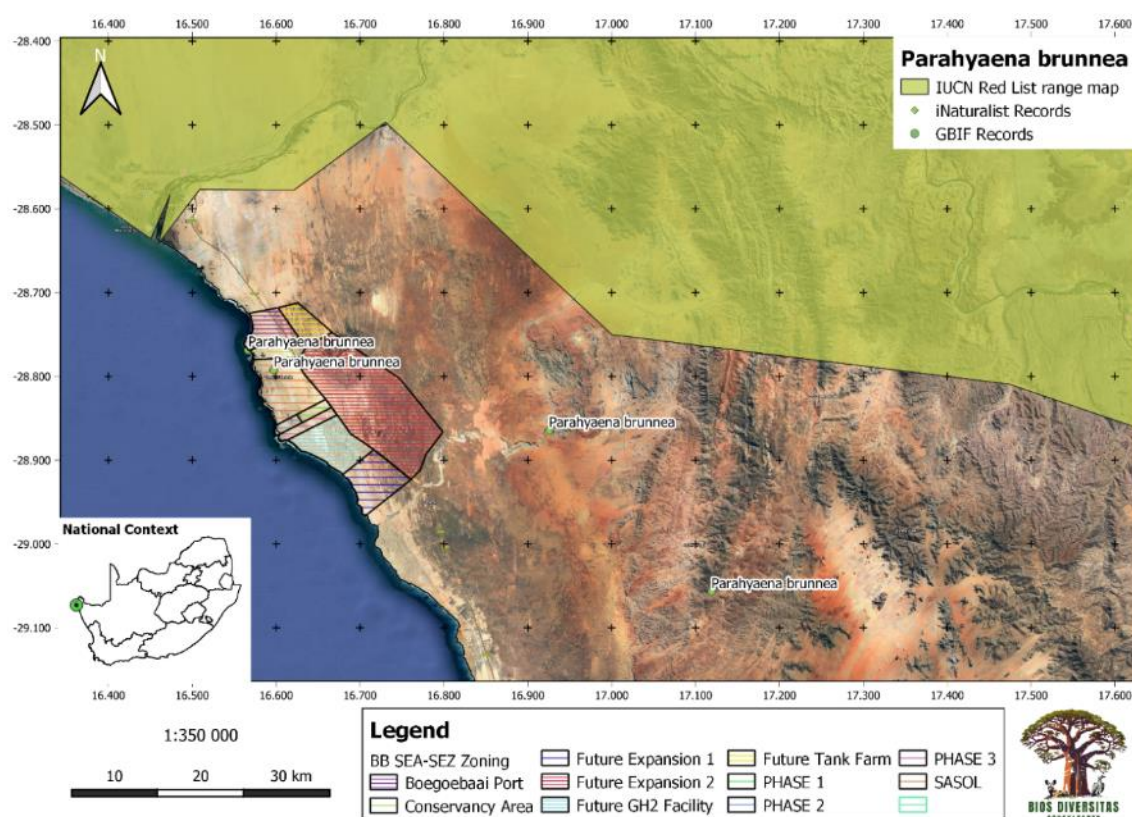 16.400 16.500 16.600 16.700 16.800 16.900 17.000 17.100 17.200 17.300 17.400 17.500 17.600
-28.400
-28.500
-28.600
-28.700
-28.800
-28.900
-29.000
-29.100
N
Parahyaena brunnea
IUCN Red List range map
iNaturalist Records
GBIF Records
Parahyaena brunnea
Parahyaena brunnea
Parahyaena brunnea
Parahyaena brunnea
National Context
16.400 16.500 16.600 16.700 16.800 16.900 17.000 17.100 17.200 17.300 17.400 17.500 17.600
1:350 000
10 20 30 km
Legend
BB SEA-SEZ Zoning
Boegoebaai Port
Conservancy Area
Future Expansion 1
Future Expansion 2
Future GH2 Facility
Future Tank Farm
PHASE 1
PHASE 2
PHASE 3
SASOL
BIOS DIVERSITAS